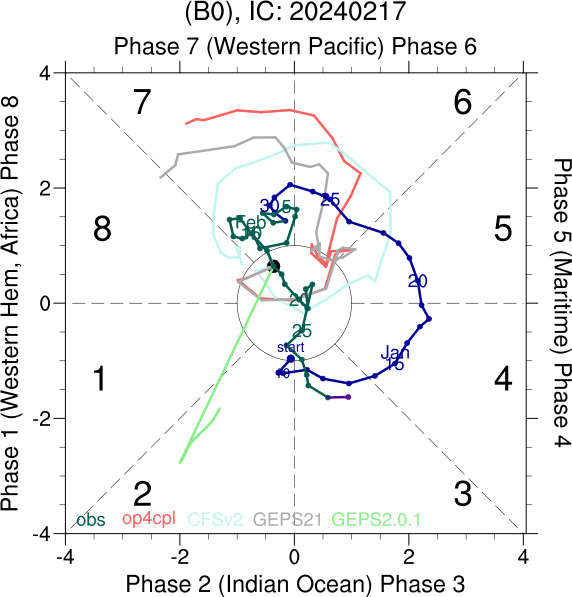 (B0), IC: 20240217
Phase 7 (Western Pacific) Phase 6
4
7
6
2
30
5
25
Feb
10
8
5
20
0
20
25
start
Jan
15
10
1
4
-2
2
3
obs op4cpl CFSv2 GEPS21 GEPS2.0.1
-4
-4 -2 0 2 4
Phase 2 (Indian Ocean) Phase 3
Phase 1 (Western Hem, Africa) Phase 8
Phase 5 (Maritime) Phase 4